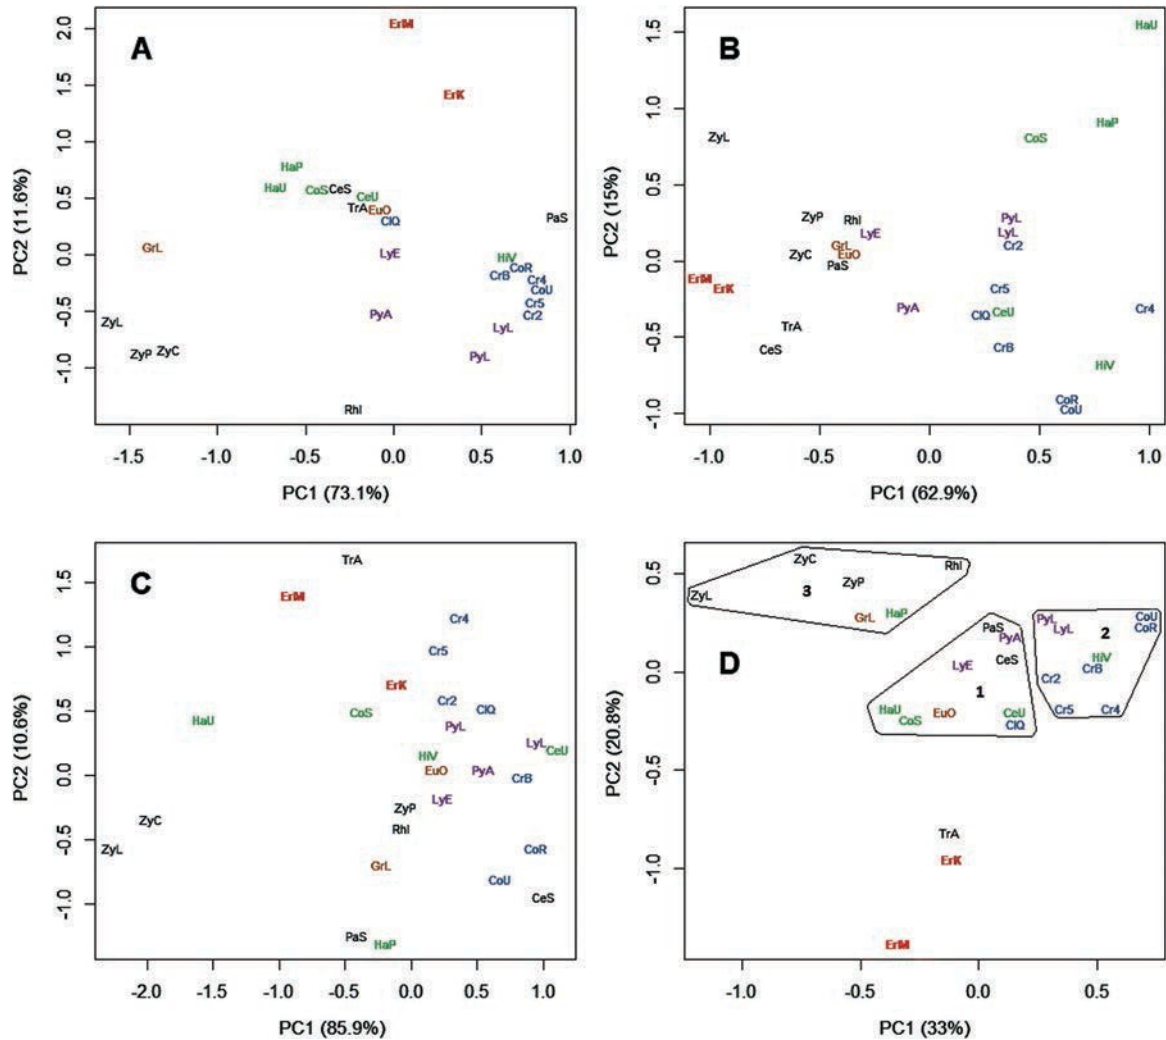 A
ErM
ErK
HaP
HaU
CoS
CeS
CeU
TrA
EuO
ClQ
PaS
GrL
LyE
HiV
CoR
CrB
Cr4
CoU
Cr5
Cr2
PyA
LyL
PyL
ZyL
ZyP
ZyC
Rhl
2.0
1.5
1.0
0.5
0.0
-0.5
-1.0
PC2 (11.6%)
-1.5 -1.0 -0.5 0.0 0.5 1.0
PC1 (73.1%)
B
HaU
HaP
CoS
ZyL
ZyP
Rhl
PyL
LyL
LyE
Cr2
GrL
EuO
ZyC
PaS
ErM
ErK
Cr5
PyA
ClQ
CeU
Cr4
TrA
CeS
CrB
HiV
CoR
CoU
1.5
1.0
0.5
0.0
-0.5
-1.0
PC2 (15%)
-1.0 -0.5 0.0 0.5 1.0
PC1 (62.9%)
C
TrA
ErM
Cr4
Cr5
ErK
Cr2
ClQ
CoS
HaU
PyL
LyL
CeU
HiV
EuO
PyA
CrB
LyE
ZyP
ZyC
Rhl
ZyL
GrL
CoR
CoU
CeS
PaS
HaP
1.5
1.0
0.5
0.0
-0.5
-1.0
PC2 (10.6%)
-2.0 -1.5 -1.0 -0.5 0.0 0.5 1.0
PC1 (85.9%)
D
ZyC
Rhl
ZyP
ZyL
3
GrL
HaP
PaS
PyA
LyE
CeS
1
HaU
CoS
EuO
CeU
ClQ
PyL
LyL
CoU
CoR
2
HiV
CrB
Cr2
Cr5
Cr4
TrA
ErK
ErM
0.5
0.0
-0.5
-1.0
PC2 (20.8%)
-1.0 -0.5 0.0 0.5
PC1 (33%)